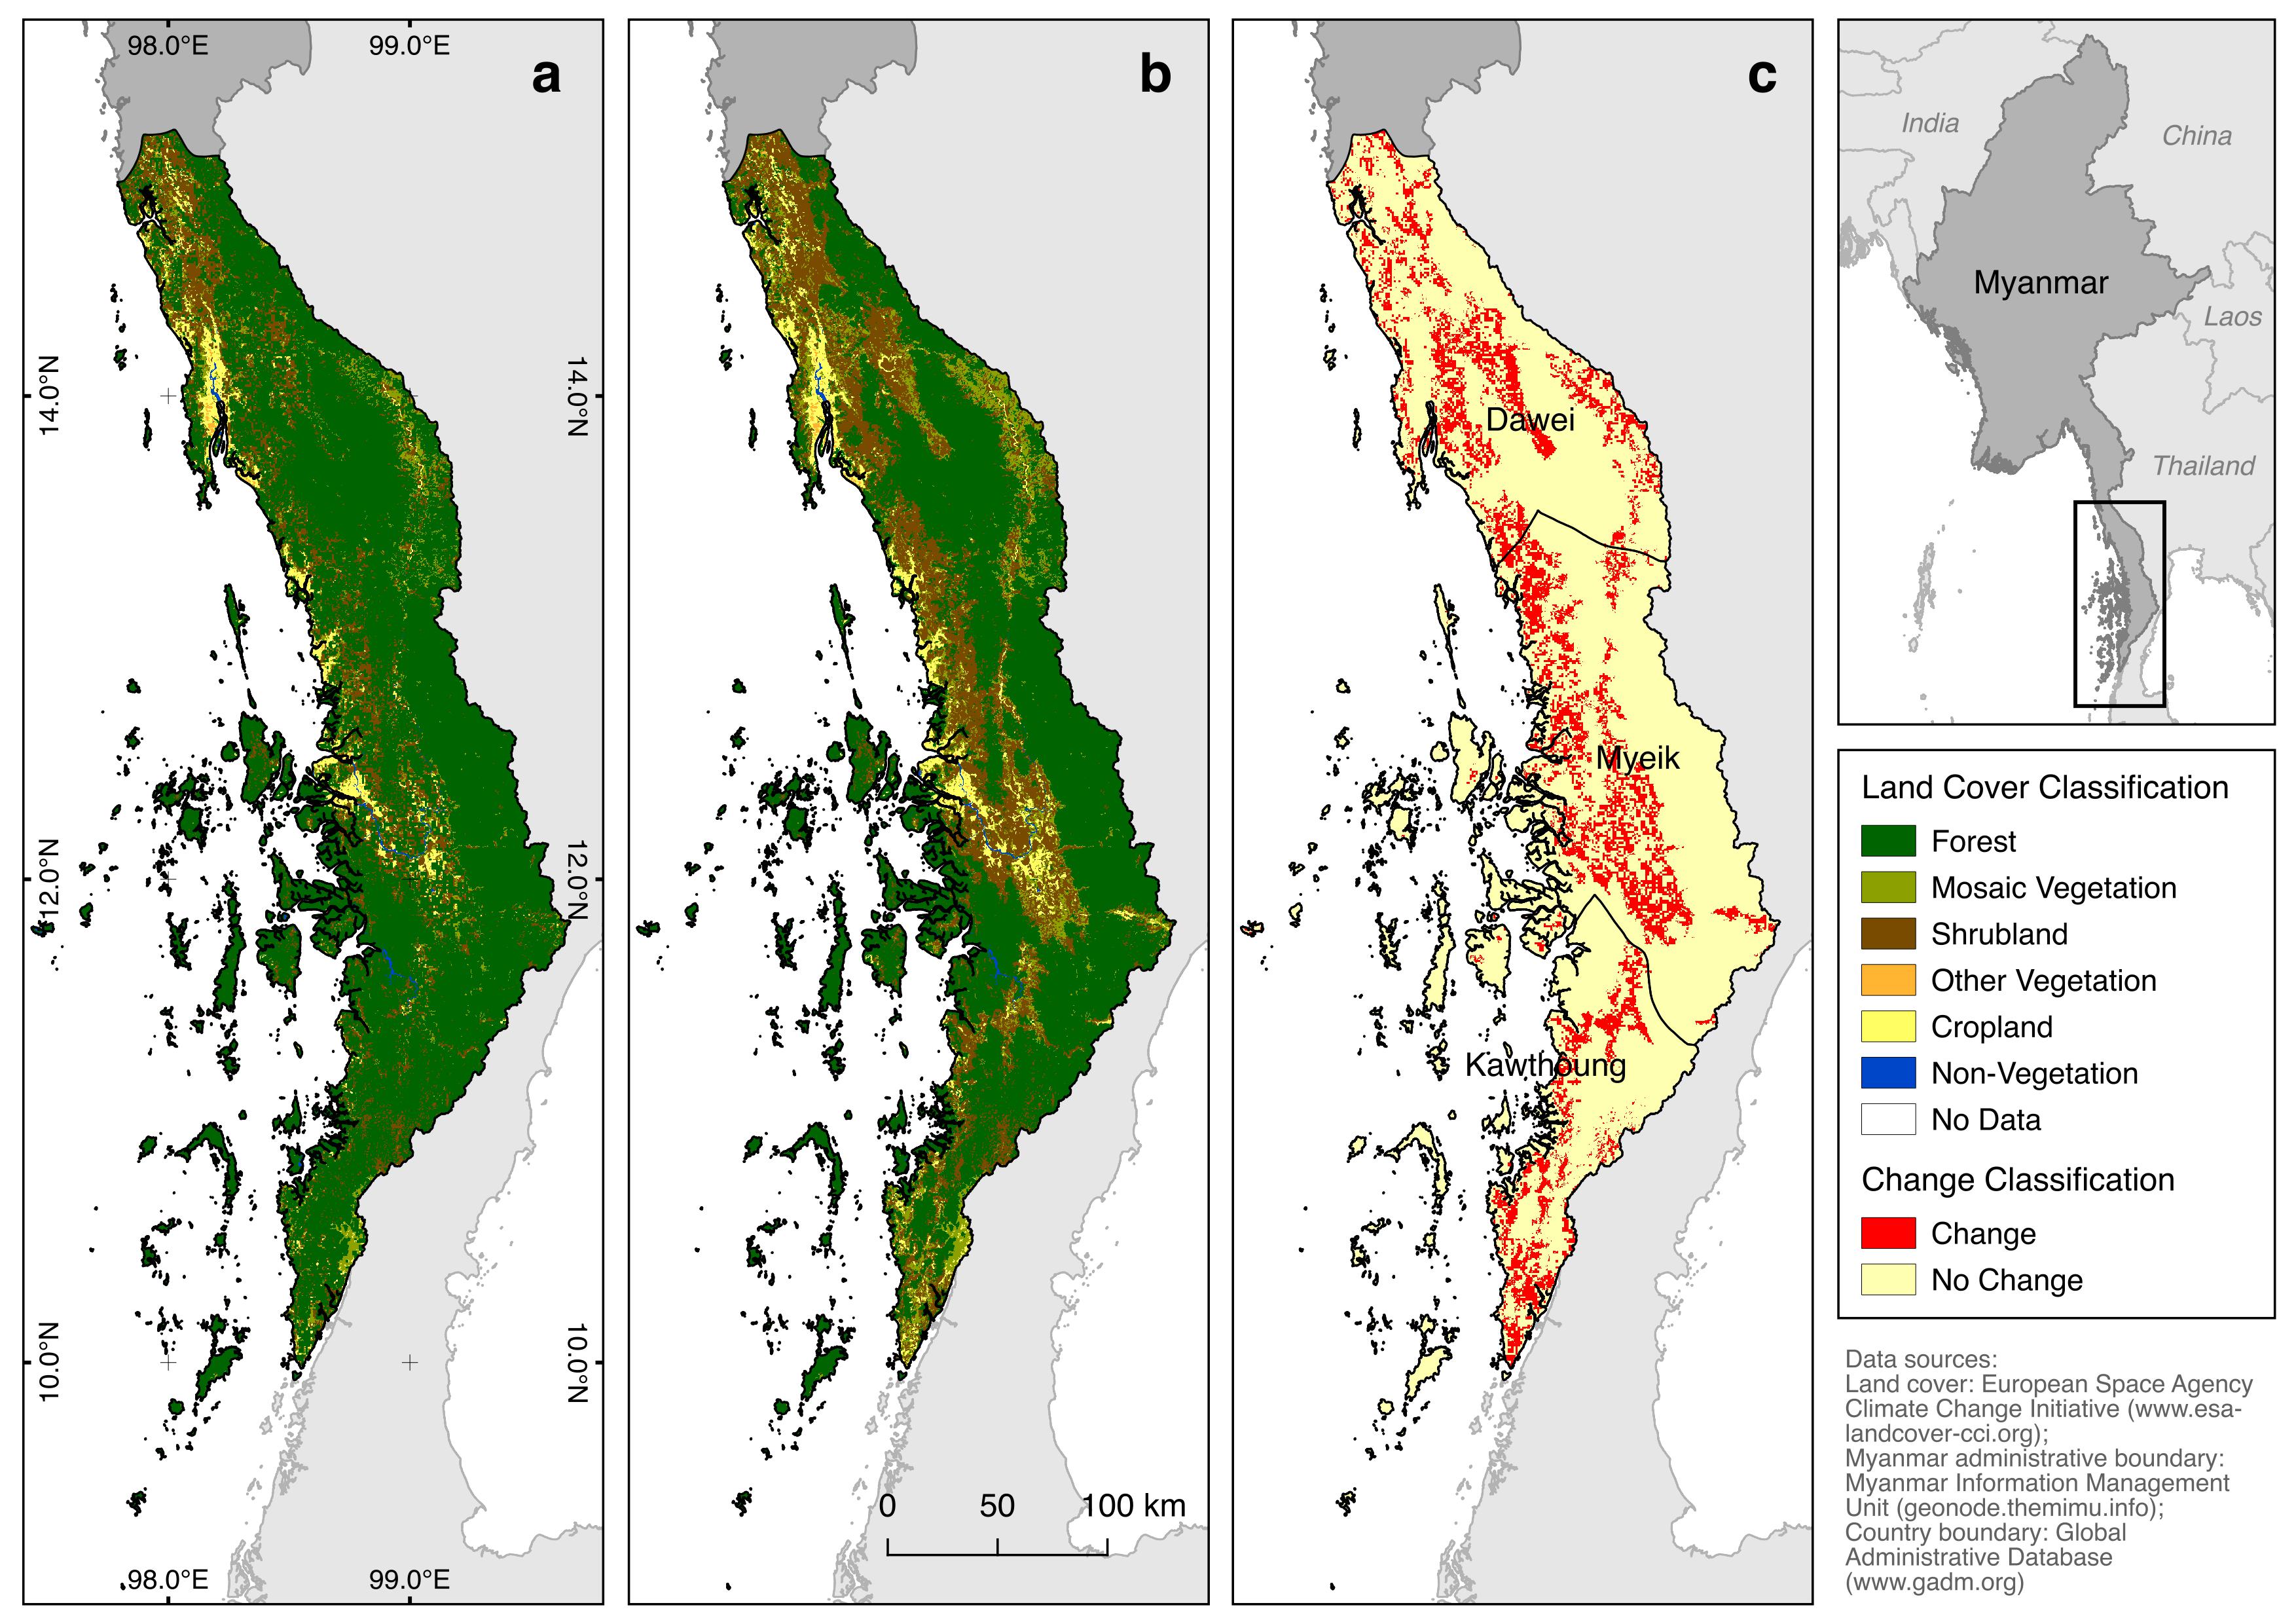 98.0°E
99.0°E
a
14.0°N
14.0°N
12.0°N
12.0°N
10.0°N
10.0°N
98.0°E
99.0°E
b
0
50
100 km
c
Dawei
Myeik
Kawthoung
India
China
Myanmar
Laos
Thailand
Land Cover Classification
Forest
Mosaic Vegetation
Shrubland
Other Vegetation
Cropland
Non-Vegetation
No Data
Change Classification
Change
No Change
Data sources:
Land cover: European Space Agency
Climate Change Initiative (www.esa-
landcover-cci.org);
Myanmar administrative boundary:
Myanmar Information Management
Unit (geonode.themimu.info);
Country boundary: Global
Administrative Database
(www.gadm.org)